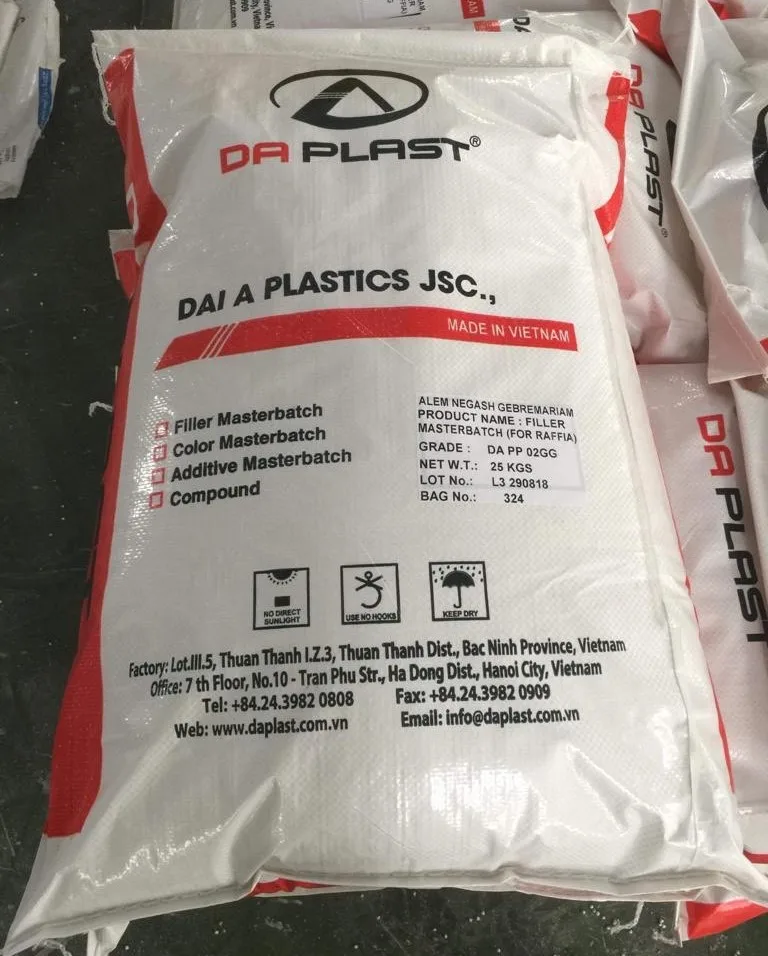 DA PLAST®
DAI A PLASTICS JSC.,
MADE IN VIETNAM
Filler Masterbatch
Color Masterbatch
Additive Masterbatch
Compound
ALEM NEGASH GEBREMARIAM
PRODUCT NAME : FILLER
MASTERBATCH (FOR RAFFIA)
GRADE : DA PP 02GG
NET W.T.: 25 KGS
LOT No.: L3 290818
BAG No.: 324
NO DIRECT
SUNLIGHT
USE NO HOOKS
KEEP DRY
Factory: Lot.III.5, Thuan Thanh I.Z.3, Thuan Thanh Dist., Bac Ninh Province, Vietnam
Office: 7 th Floor, No.10 - Tran Phu Str., Ha Dong Dist., Hanoi City, Vietnam
Tel: +84.24.3982 0808 Fax: +84.24.3982 0909
Web: www.daplast.com.vn Email: info@daplast.com.vn
DA PLAST®
DA PLAST